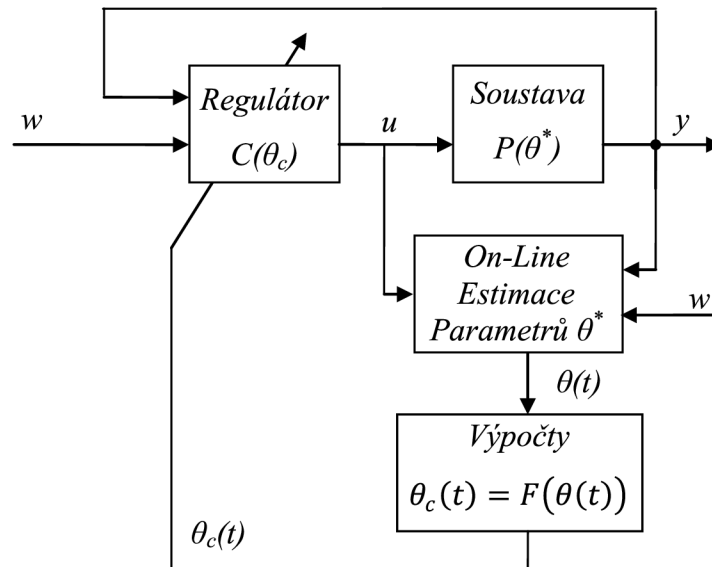 Regulátor
C(θc)
Soustava
P(θ*)
w
u
y
On-Line
Estimace
Parametrů θ*
w
θ(t)
Výpočty
θc(t) = F(θ(t))
θc(t)